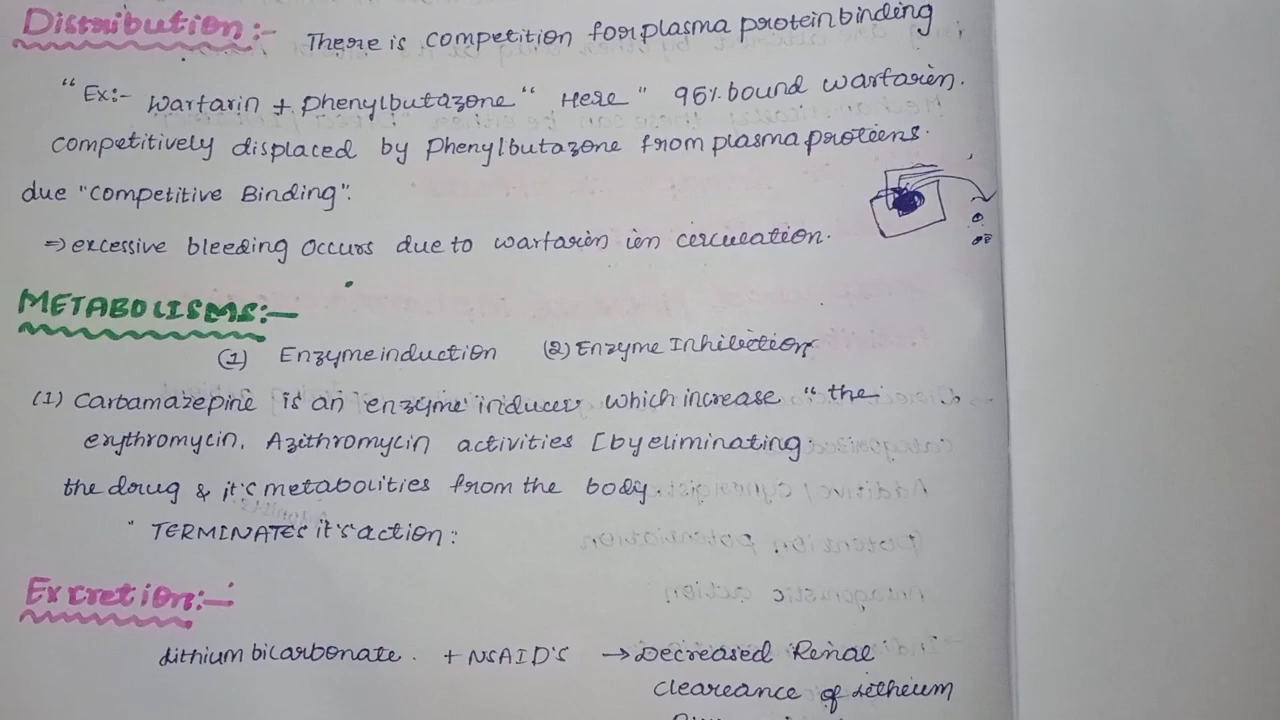 Distribution:- There is competition for plasma protein binding
"Ex:- Warfarin + Phenylbutazone" Here " 96% bound warfarin.
competitively displaced by Phenylbutazone from plasma proteins.
due "Competitive Binding".
⇒ excessive bleeding occurs due to warfarin in circulation.
METABOLISMS:-
(1) Enzyme induction (2) Enzyme Inhibition
(1) Carbamazepine is an enzyme inducer which increase "the
erythromycin. Azithromycin activities [by eliminating
the drug & it's metabolities from the body.
" TERMINATES it's action:
Excretion:-
dithium bicarbonate. + NSAID'S → Decreased Renal
cleareance of Litheium